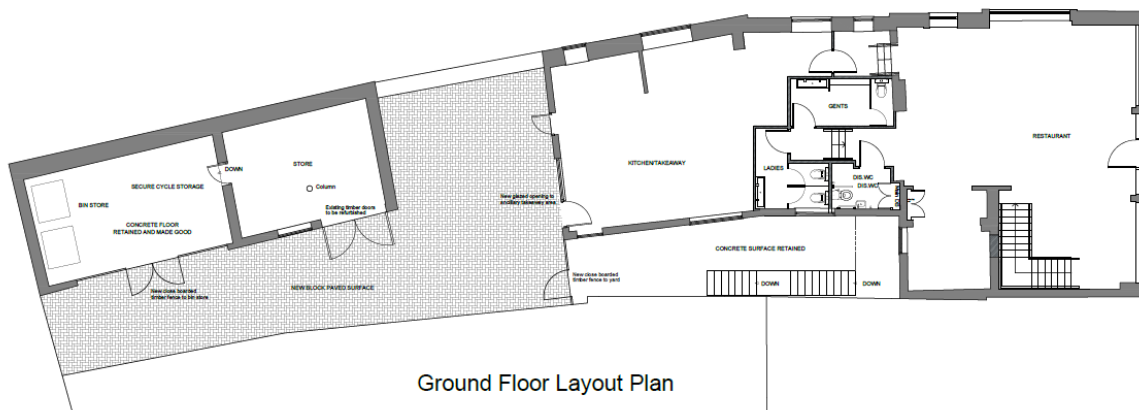 GENTS
RESTAURANT
STORE
KITCHEN/TAKEAWAY
DOWN
LADIES
DIS.WC
DIS.WC
SECURE CYCLE STORAGE
Column
BIN STORE
New glazed opening to
ancillary takeaway area
Existing timber doors
to be refurbished
CONCRETE FLOOR
RETAINED AND MADE GOOD
CONCRETE SURFACE RETAINED
New close boarded
timber fence to yard
DOWN
DOWN
NEW BLOCK PAVED SURFACE
New close boarded
timber fence to bin store
Ground Floor Layout Plan